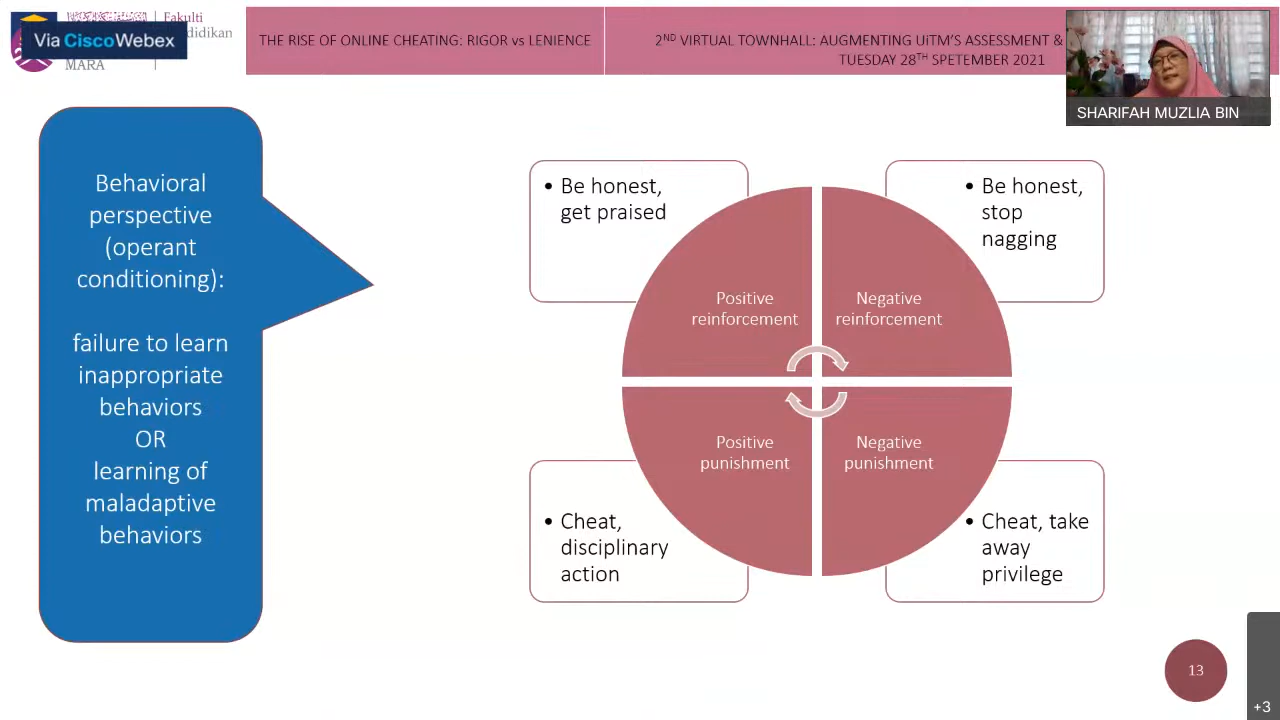 Fakulti
Via Cisco Webex
didikan
MARA
THE RISE OF ONLINE CHEATING: RIGOR vs LENIENCE
2ND VIRTUAL TOWNHALL: AUGMENTING UiTM'S ASSESSMENT &
TUESDAY 28TH SPETEMBER 2021
SHARIFAH MUZLIA BIN
Behavioral
perspective
(operant
conditioning):
failure to learn
inappropriate
behaviors
OR
learning of
maladaptive
behaviors
• Be honest,
get praised
• Be honest,
stop
nagging
Positive
reinforcement
Negative
reinforcement
Positive
punishment
Negative
punishment
• Cheat,
disciplinary
action
• Cheat, take
away
privilege
13
+3